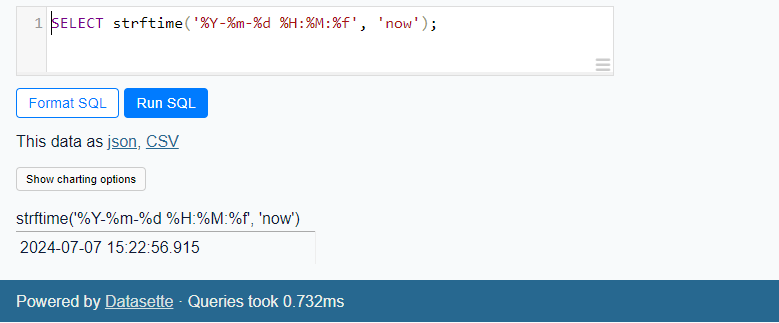 1 SELECT strftime('%Y-%m-%d %H:%M:%f', 'now');
Format SQL Run SQL
This data as json, CSV
Show charting options
strftime('%Y-%m-%d %H:%M:%f', 'now')
2024-07-07 15:22:56.915
Powered by Datasette · Queries took 0.732ms